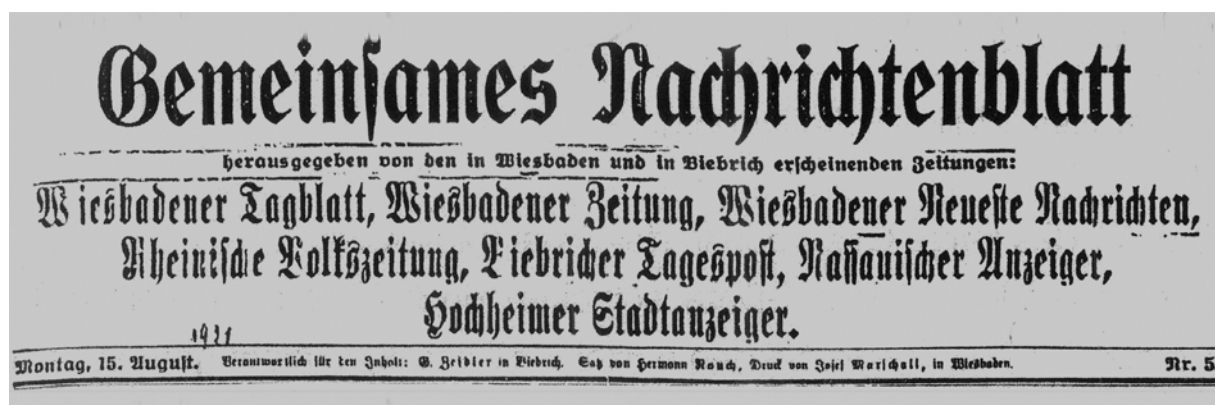 Gemeinsames Nachrichtenblatt
herausgegeben von den in Wiesbaden und in Biebrich erscheinenden Zeitungen:
Wiesbadener Tagblatt, Wiesbadener Zeitung, Wiesbadener Neueste Nachrichten,
Rheinische Volkszeitung, Biebricher Tagespost, Nassauischer Anzeiger,
Hochheimer Stadtanzeiger.
1921
Montag, 15. August. Verantwortlich für den Inhalt: G. Zeidler in Biebrich. Satz von Hermann Rauch, Druck von Josef Marschall, in Wiesbaden. Nr. 5